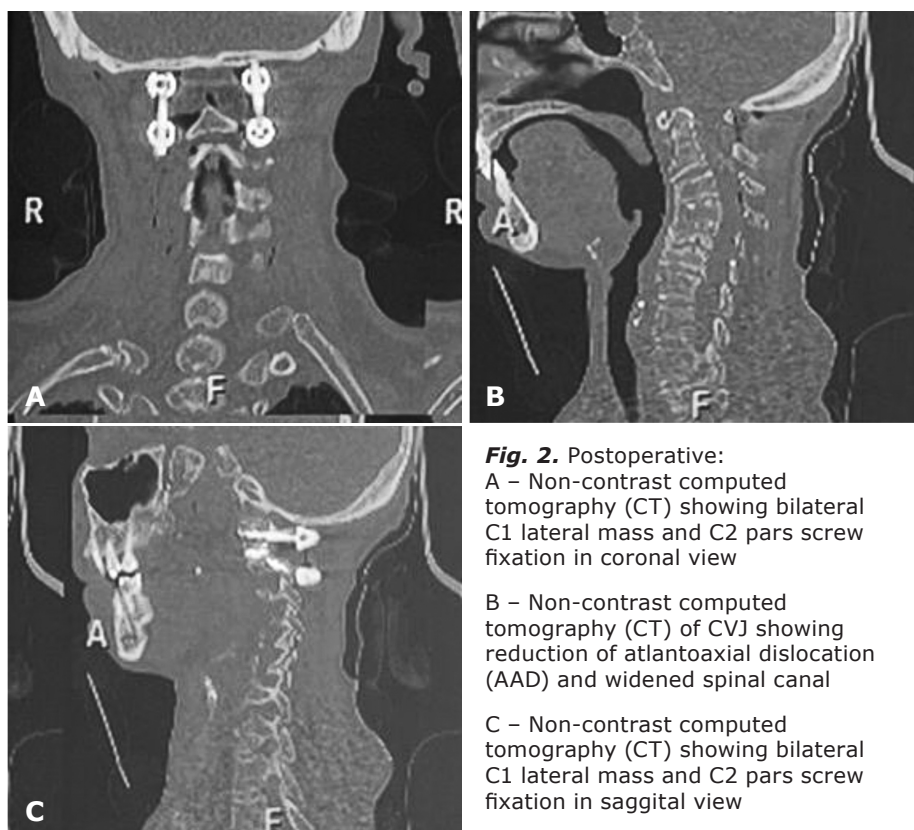 R
R
F
A
A
F
B
A
F
C
Fig. 2. Postoperative:
A – Non-contrast computed
tomography (CT) showing bilateral
C1 lateral mass and C2 pars screw
fixation in coronal view
B – Non-contrast computed
tomography (CT) of CVJ showing
reduction of atlantoaxial dislocation
(AAD) and widened spinal canal
C – Non-contrast computed
tomography (CT) showing bilateral
C1 lateral mass and C2 pars screw
fixation in saggital view